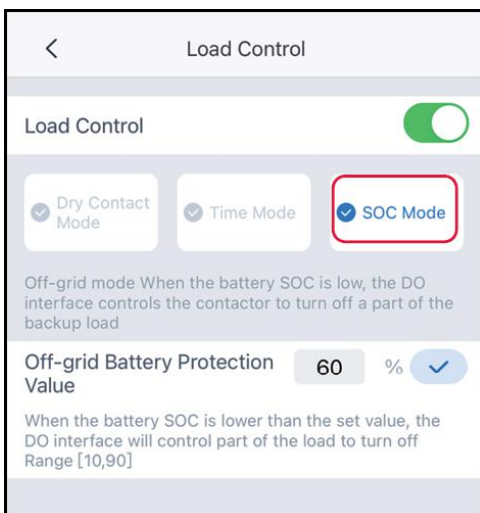 Load Control
Load Control
Dry Contact
Mode
Time Mode
SOC Mode
Off-grid mode When the battery SOC is low, the DO
interface controls the contactor to turn off a part of the
backup load
Off-grid Battery Protection
Value
60 %
When the battery SOC is lower than the set value, the
DO interface will control part of the load to turn off
Range [10,90]